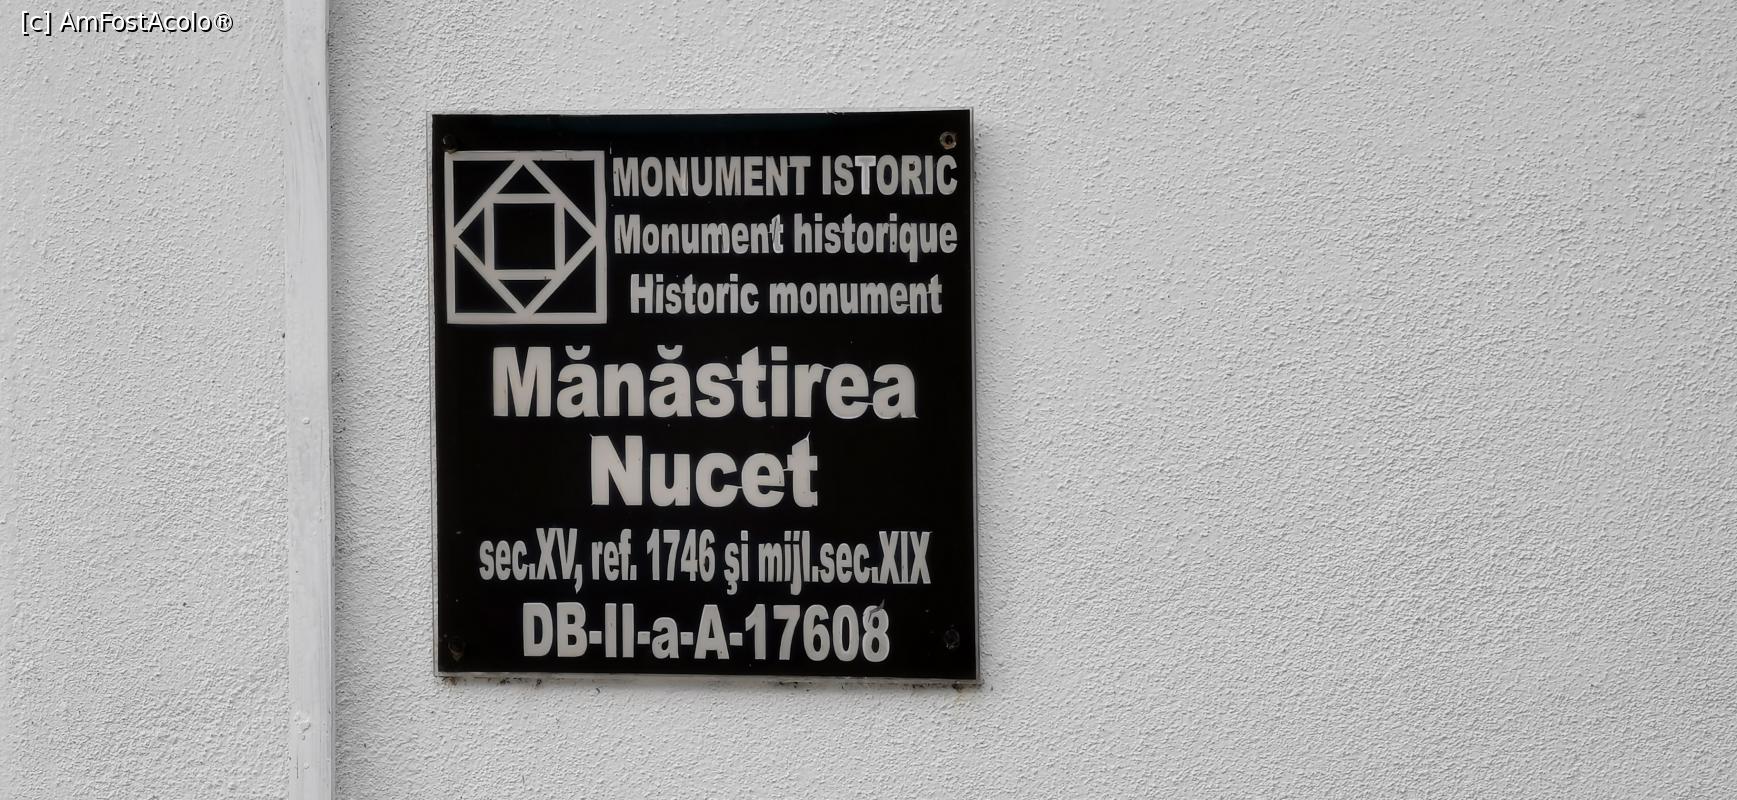 [c] AmFostAcolo®
MONUMENT ISTORIC
Monument historique
Historic monument
Mănăstirea
Nucet
sec.XV, ref. 1746 şi mijl.sec.XIX
DB-II-a-A-17608